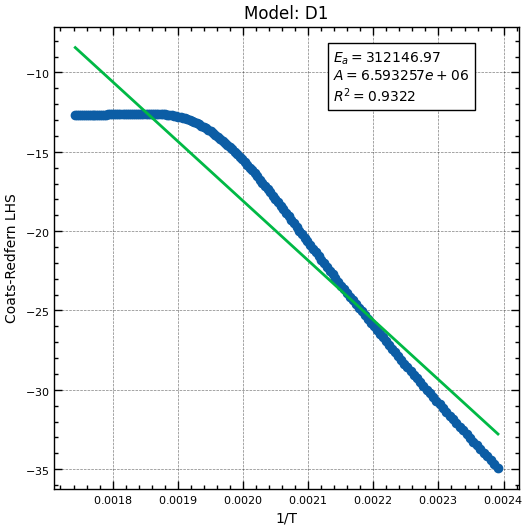 Model: D1
E_a = 312146.97
A = 6.593257e + 06
R^2 = 0.9322
Coats-Redfern LHS
−10
−15
−20
−25
−30
−35
0.0018 0.0019 0.0020 0.0021 0.0022 0.0023 0.0024
1/T